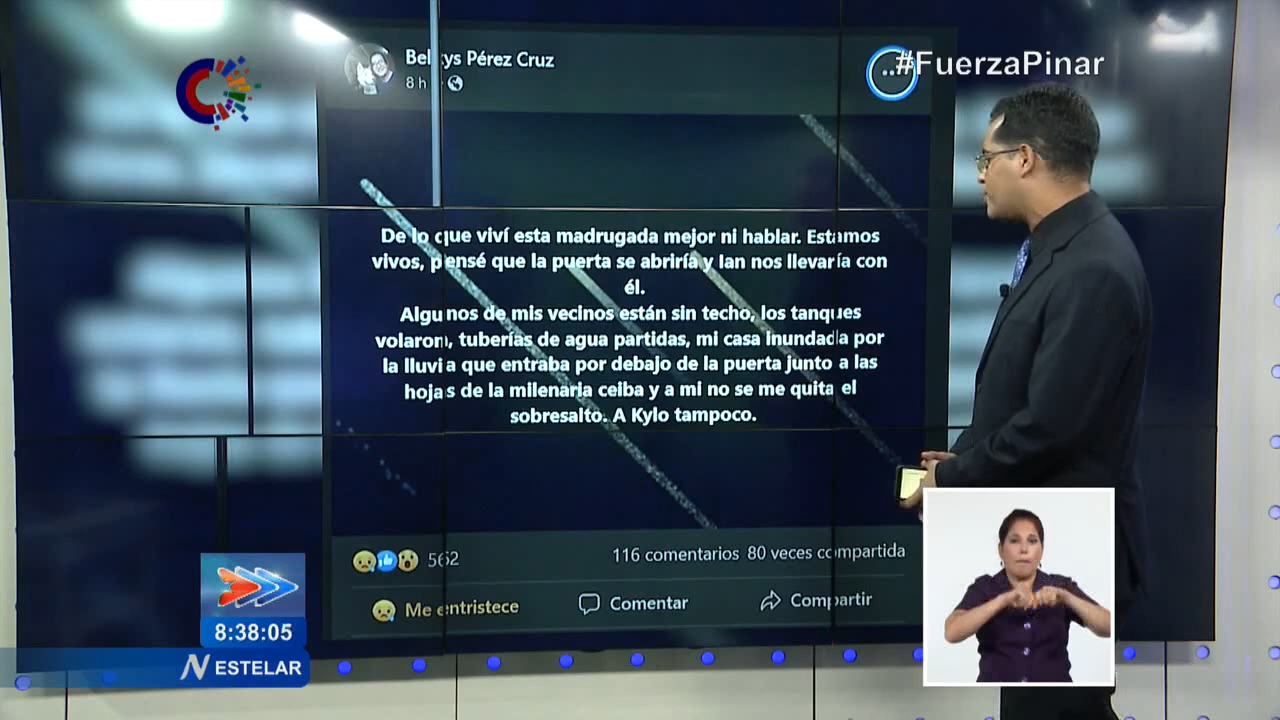 #FuerzaPinar
Belkys Pérez Cruz
8 h
De lo que viví esta madrugada mejor ni hablar. Estamos
vivos, pensé que la puerta se abriría y Ian nos llevaría con
él.
Algunos de mis vecinos están sin techo, los tanques
volaron, tuberías de agua partidas, mi casa inundada por
la lluvia que entraba por debajo de la puerta junto a las
hojas de la milenaria ceiba y a mi no se me quita el
sobresalto. A Kylo tampoco.
562
116 comentarios 80 veces compartida
Me entristece
Comentar
Compartir
8:38:05
N ESTELAR